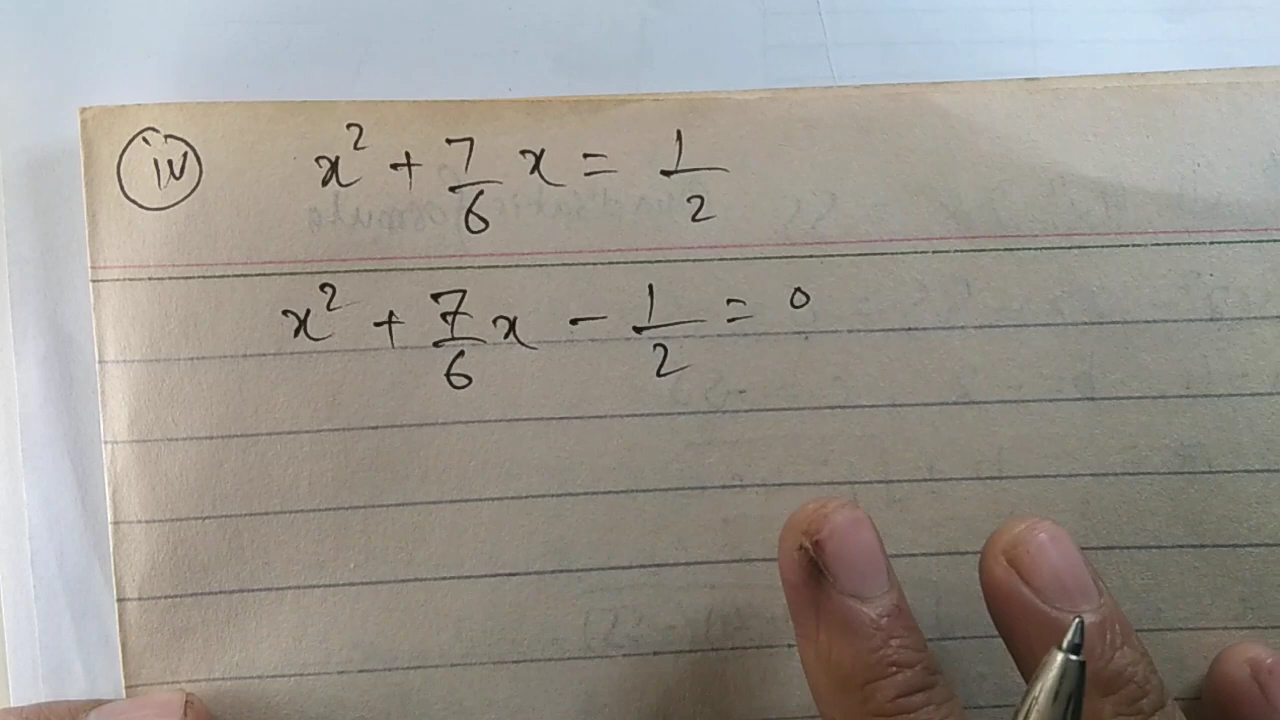 (iv) x² + 7/6 x = 1/2
x² + 7/6 x - 1/2 = 0